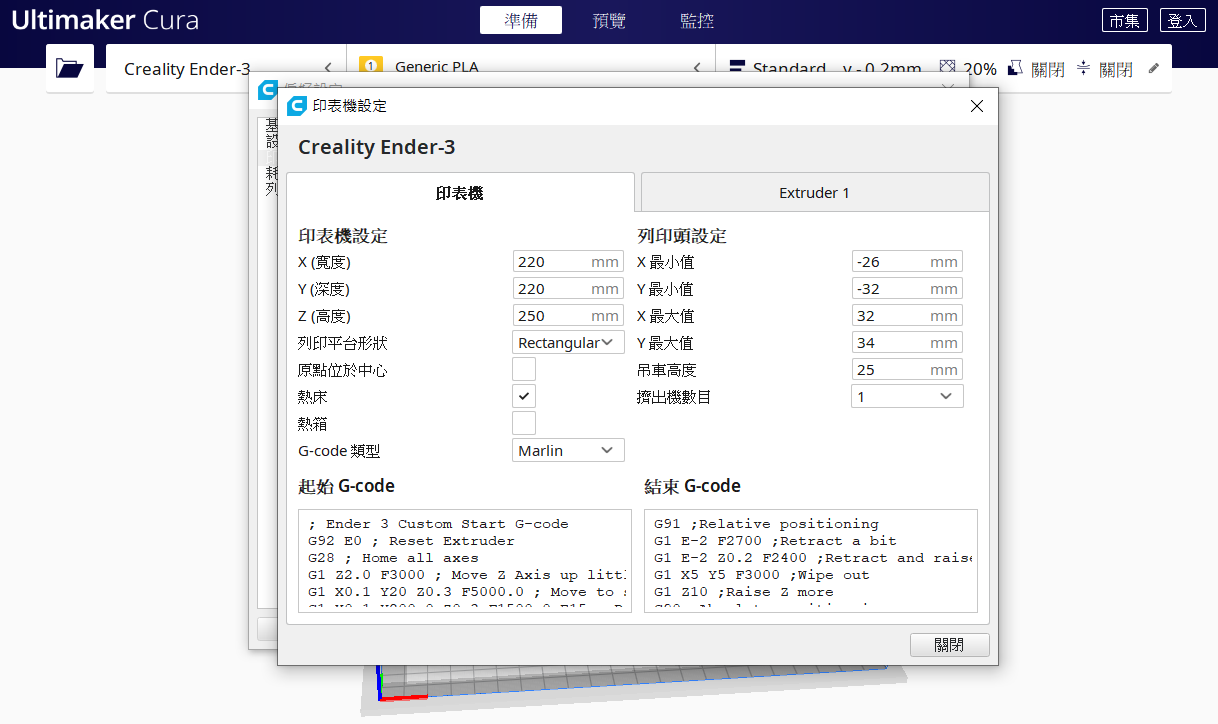 Ultimaker Cura
準備
預覽
監控
市集
登入
Creality Ender-3
1
Generic PLA
Standard
20%
關閉
關閉
基
設
列
印表機設定
Creality Ender-3
印表機
Extruder 1
印表機設定
X (寬度)
220 mm
Y (深度)
220 mm
Z (高度)
250 mm
列印平台形狀
Rectangular
原點位於中心
熱床
熱箱
G-code 類型
Marlin
列印頭設定
X 最小值
-26 mm
Y 最小值
-32 mm
X 最大值
32 mm
Y 最大值
34 mm
吊車高度
25 mm
擠出機數目
1
起始 G-code
; Ender 3 Custom Start G-code
G92 E0 ; Reset Extruder
G28 ; Home all axes
G1 Z2.0 F3000 ; Move Z Axis up littl
G1 X0.1 Y20 Z0.3 F5000.0 ; Move to s
結束 G-code
G91 ;Relative positioning
G1 E-2 F2700 ;Retract a bit
G1 E-2 Z0.2 F2400 ;Retract and raise
G1 X5 Y5 F3000 ;Wipe out
G1 Z10 ;Raise Z more
關閉